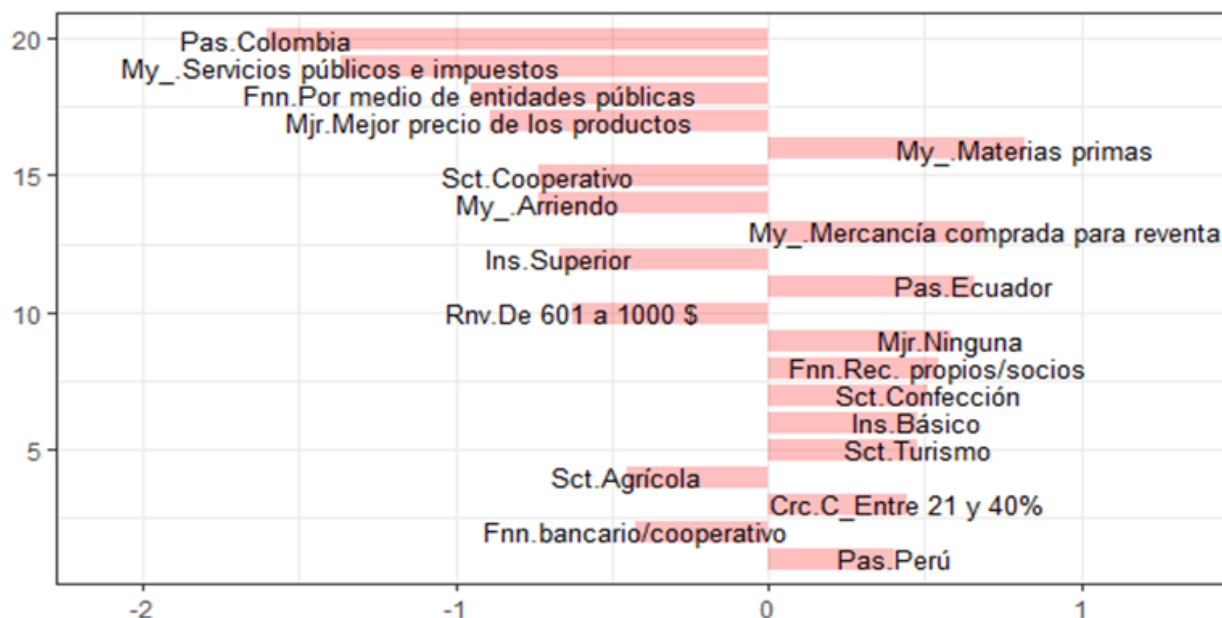 20
Pas.Colombia
My_.Servicios públicos e impuestos
Fnn.Por medio de entidades públicas
Mjr.Mejor precio de los productos
My_.Materias primas
15
Sct.Cooperativo
My_.Arriendo
My_.Mercancía comprada para reventa
Ins.Superior
Pas.Ecuador
10
Rnv.De 601 a 1000 $
Mjr.Ninguna
Fnn.Rec. propios/socios
Sct.Confección
Ins.Básico
5
Sct.Turismo
Sct.Agrícola
Crc.C_Entre 21 y 40%
Fnn.bancario/cooperativo
Pas.Perú
-2 -1 0 1